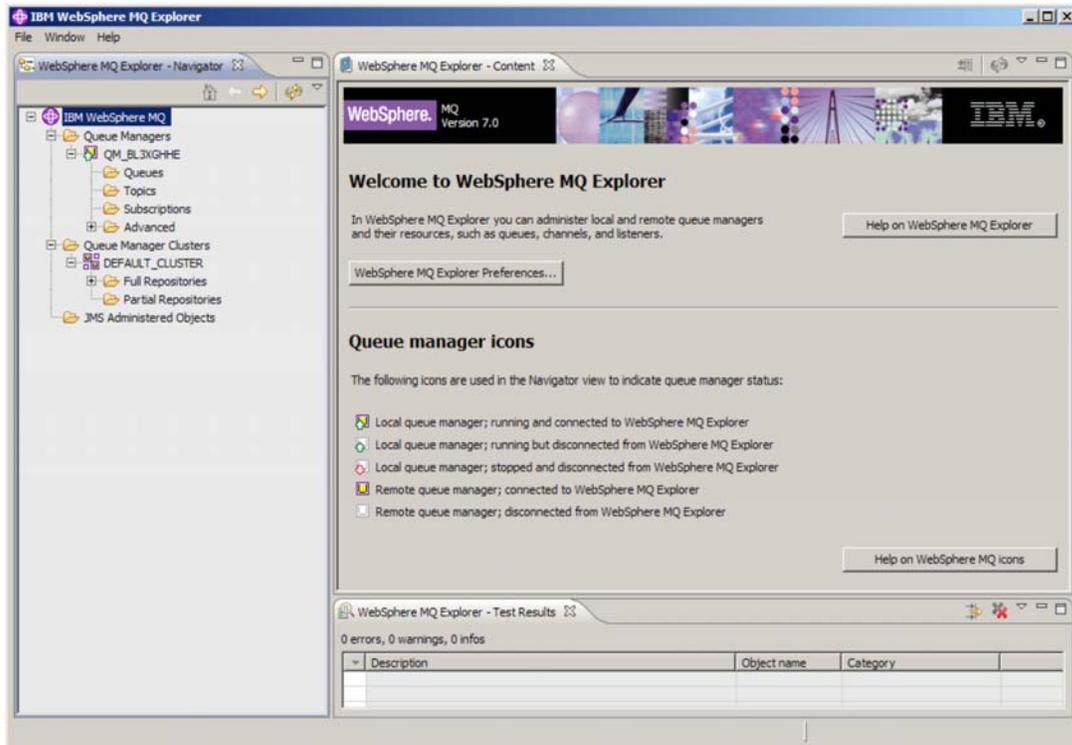 IBM WebSphere MQ Explorer
File Window Help
WebSphere MQ Explorer - Navigator
IBM WebSphere MQ
Queue Managers
QM_BL3XGHHE
Queues
Topics
Subscriptions
Advanced
Queue Manager Clusters
DEFAULT_CLUSTER
Full Repositories
Partial Repositories
JMS Administered Objects
WebSphere MQ Explorer - Content
WebSphere. MQ
Version 7.0
IBM
Welcome to WebSphere MQ Explorer
In WebSphere MQ Explorer you can administer local and remote queue managers
and their resources, such as queues, channels, and listeners.
Help on WebSphere MQ Explorer
WebSphere MQ Explorer Preferences...
Queue manager icons
The following icons are used in the Navigator view to indicate queue manager status:
Local queue manager; running and connected to WebSphere MQ Explorer
Local queue manager; running but disconnected from WebSphere MQ Explorer
Local queue manager; stopped and disconnected from WebSphere MQ Explorer
Remote queue manager; connected to WebSphere MQ Explorer
Remote queue manager; disconnected from WebSphere MQ Explorer
Help on WebSphere MQ icons
WebSphere MQ Explorer - Test Results
0 errors, 0 warnings, 0 infos
Description Object name Category